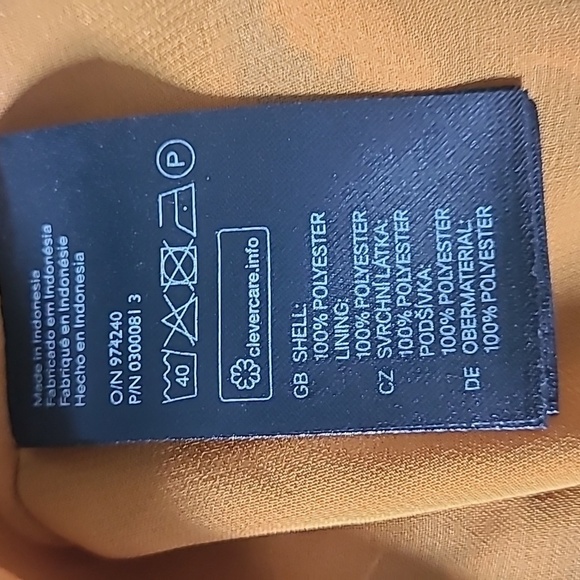 Made in Indonesia
Fabricado em Indonésia
Fabriqué en Indonésie
Hecho en Indonesia
O/N 974240
P/N 0300081 3
40
P
clevercare.info
GB SHELL:
100% POLYESTER
LINING:
100% POLYESTER
CZ SVRCHNÍ LÁTKA:
100% POLYESTER
PODŠÍVKA:
100% POLYESTER
DE OBERMATERIAL:
100% POLYESTER